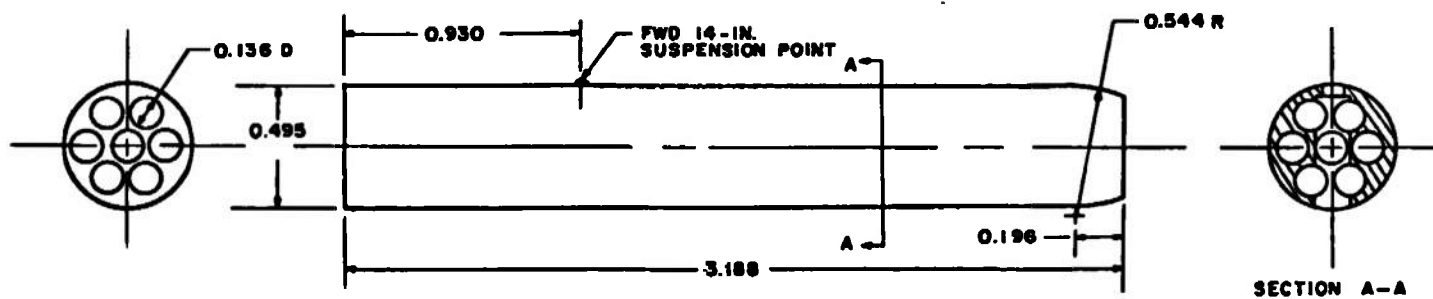 0.136 D
0.930
FWD 14-IN.
SUSPENSION POINT
0.544 R
A
0.495
A
0.196
3.188
SECTION A-A